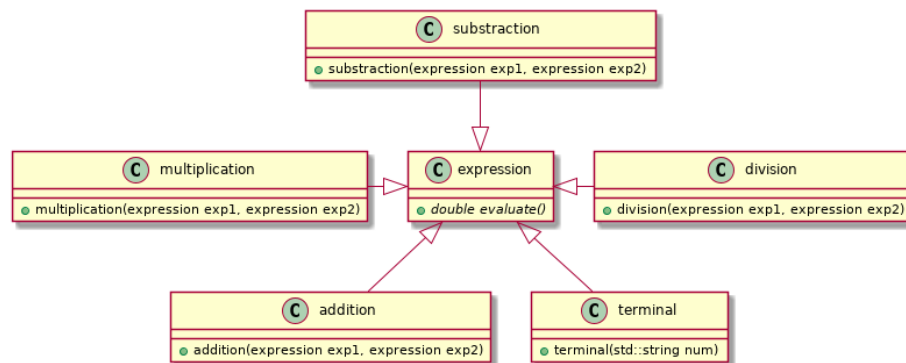 C substraction
substraction(expression exp1, expression exp2)
C multiplication
multiplication(expression exp1, expression exp2)
C expression
double evaluate()
C division
division(expression exp1, expression exp2)
C addition
addition(expression exp1, expression exp2)
C terminal
terminal(std::string num)